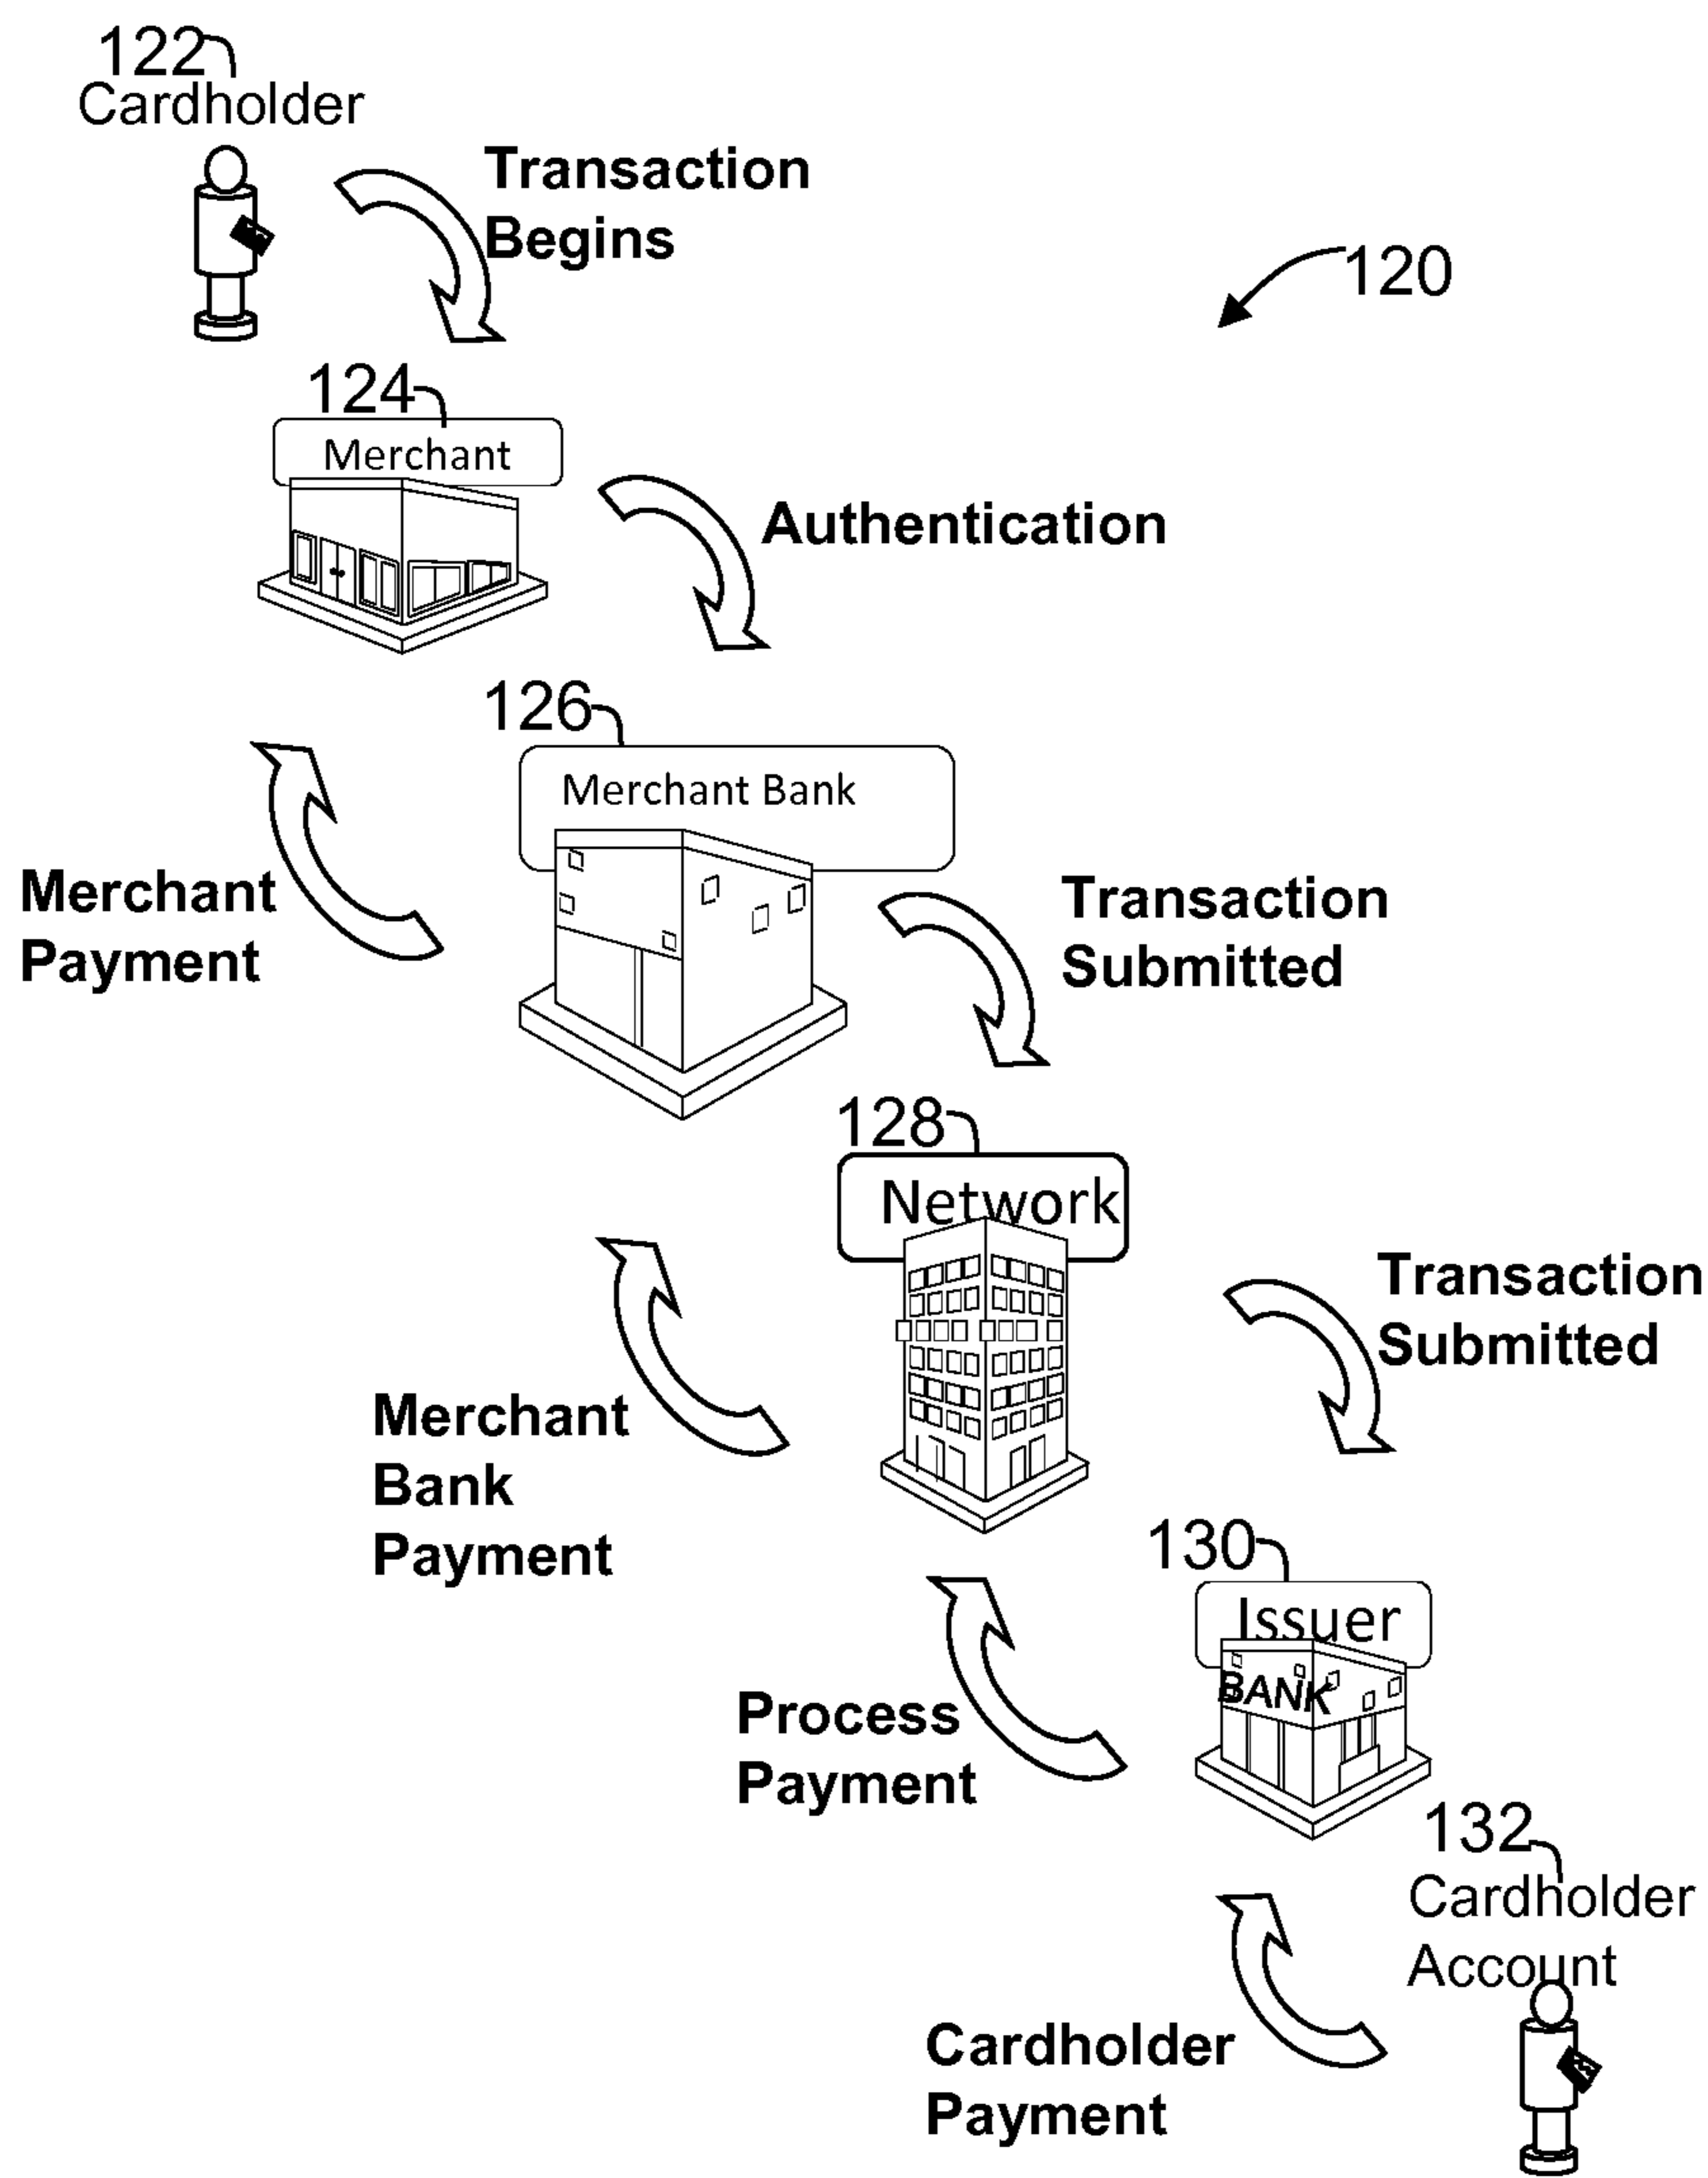 122
Cardholder
Transaction
Begins
120
124
Merchant
Authentication
126
Merchant Bank
Merchant
Payment
Transaction
Submitted
128
Network
Transaction
Submitted
Merchant
Bank
Payment
130
Issuer
BANK
Process
Payment
132
Cardholder
Account
Cardholder
Payment